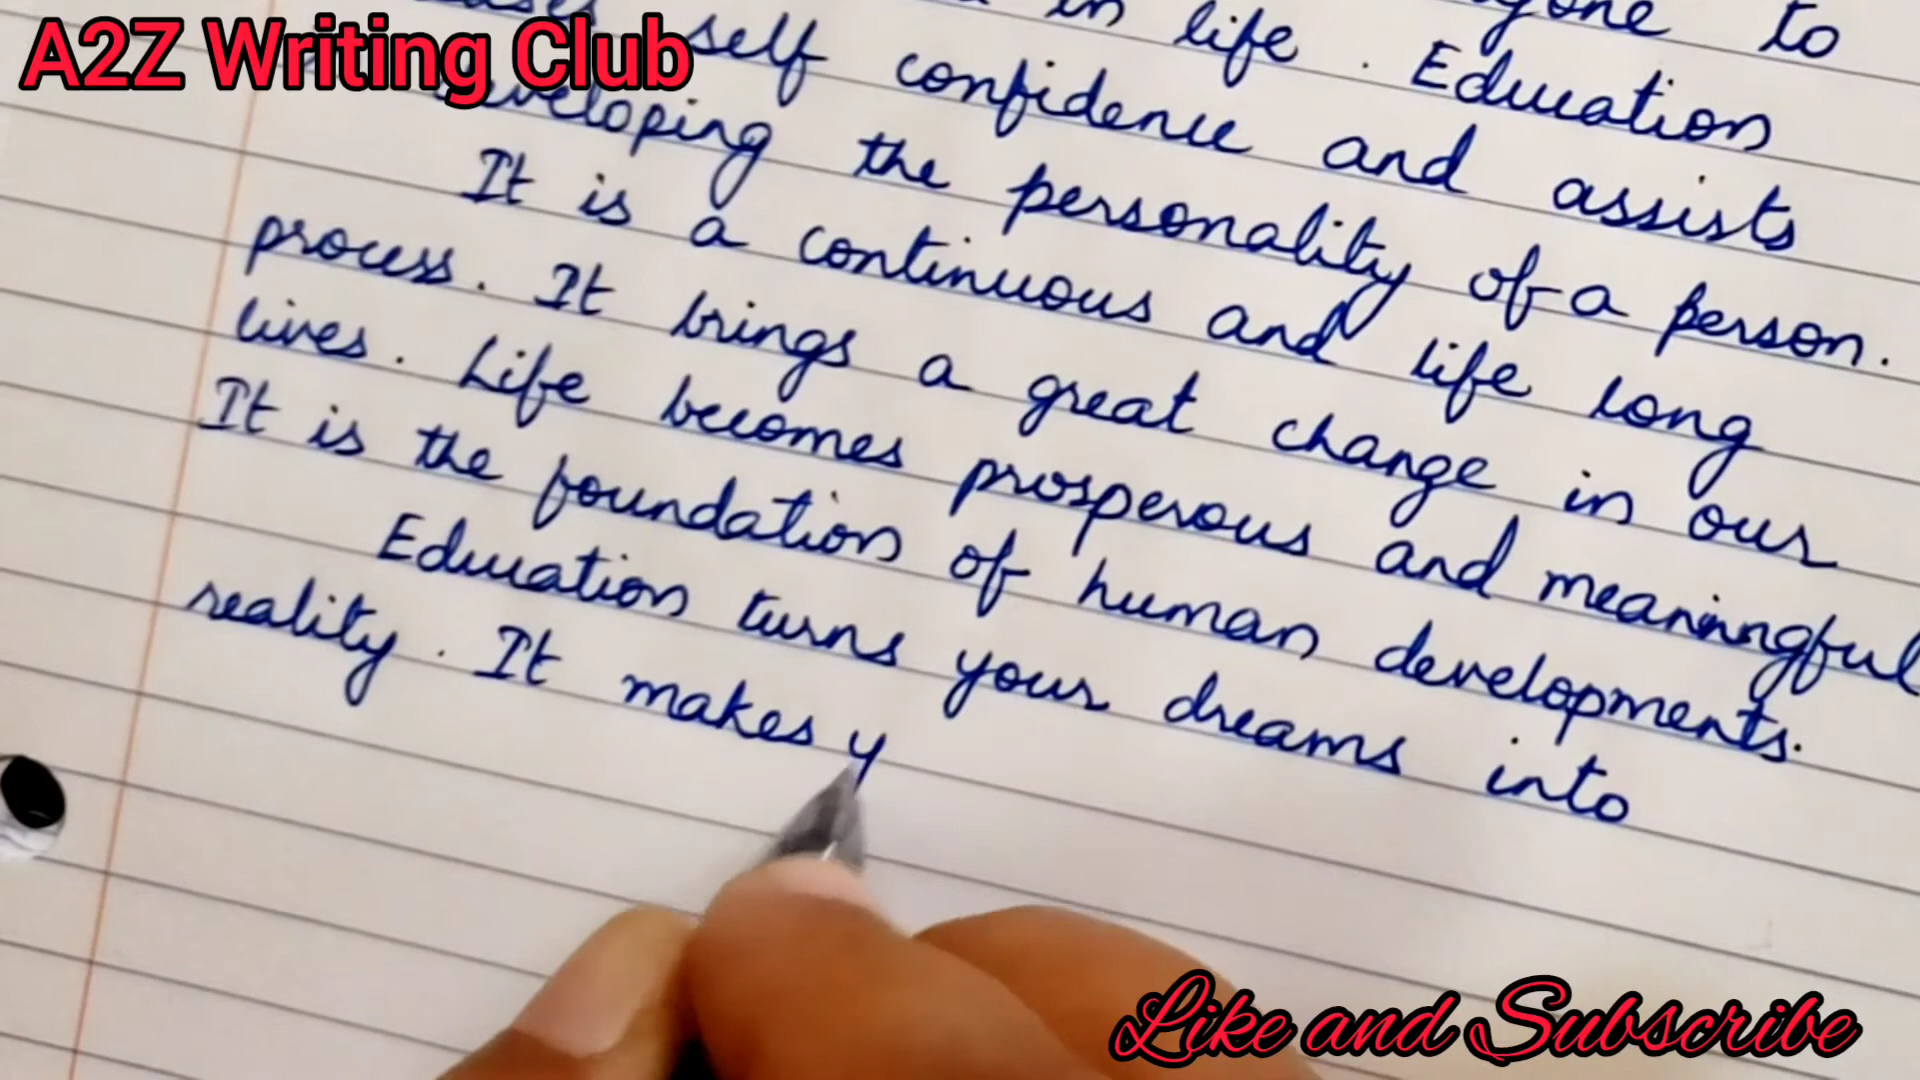 A2Z Writing Club
to
in life. Education
self confidence and assists
developing the personality of a person.
It is a continuous and life long
process. It brings a great change in our
lives. Life becomes prosperous and meaningful
It is the foundation of human developments.
Education turns your dreams into
reality. It makes y
Like and Subscribe